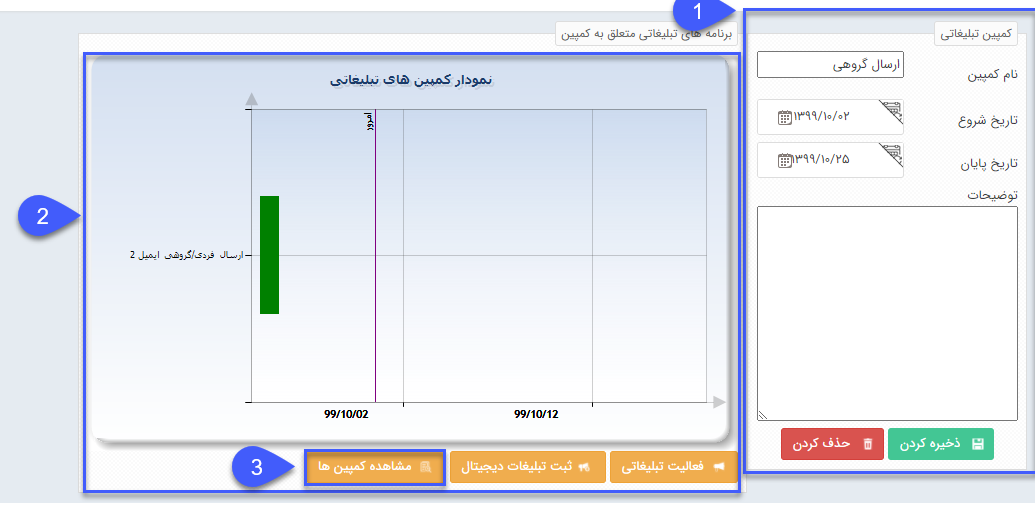 1
کمپین تبلیغاتی
نام کمپین
ارسال گروهی
تاریخ شروع
۱۳۹۹/۱۰/۰۲
تاریخ پایان
۱۳۹۹/۱۰/۲۵
توضیحات
ذخیره کردن
حذف کردن
برنامه های تبلیغاتی متعلق به کمپین
2
نمودار کمپین های تبلیغاتی
امروز
ارسال فردی/گروهی ایمیل 2
99/10/02
99/10/12
فعالیت تبلیغاتی
ثبت تبلیغات دیجیتال
مشاهده کمپین ها
3